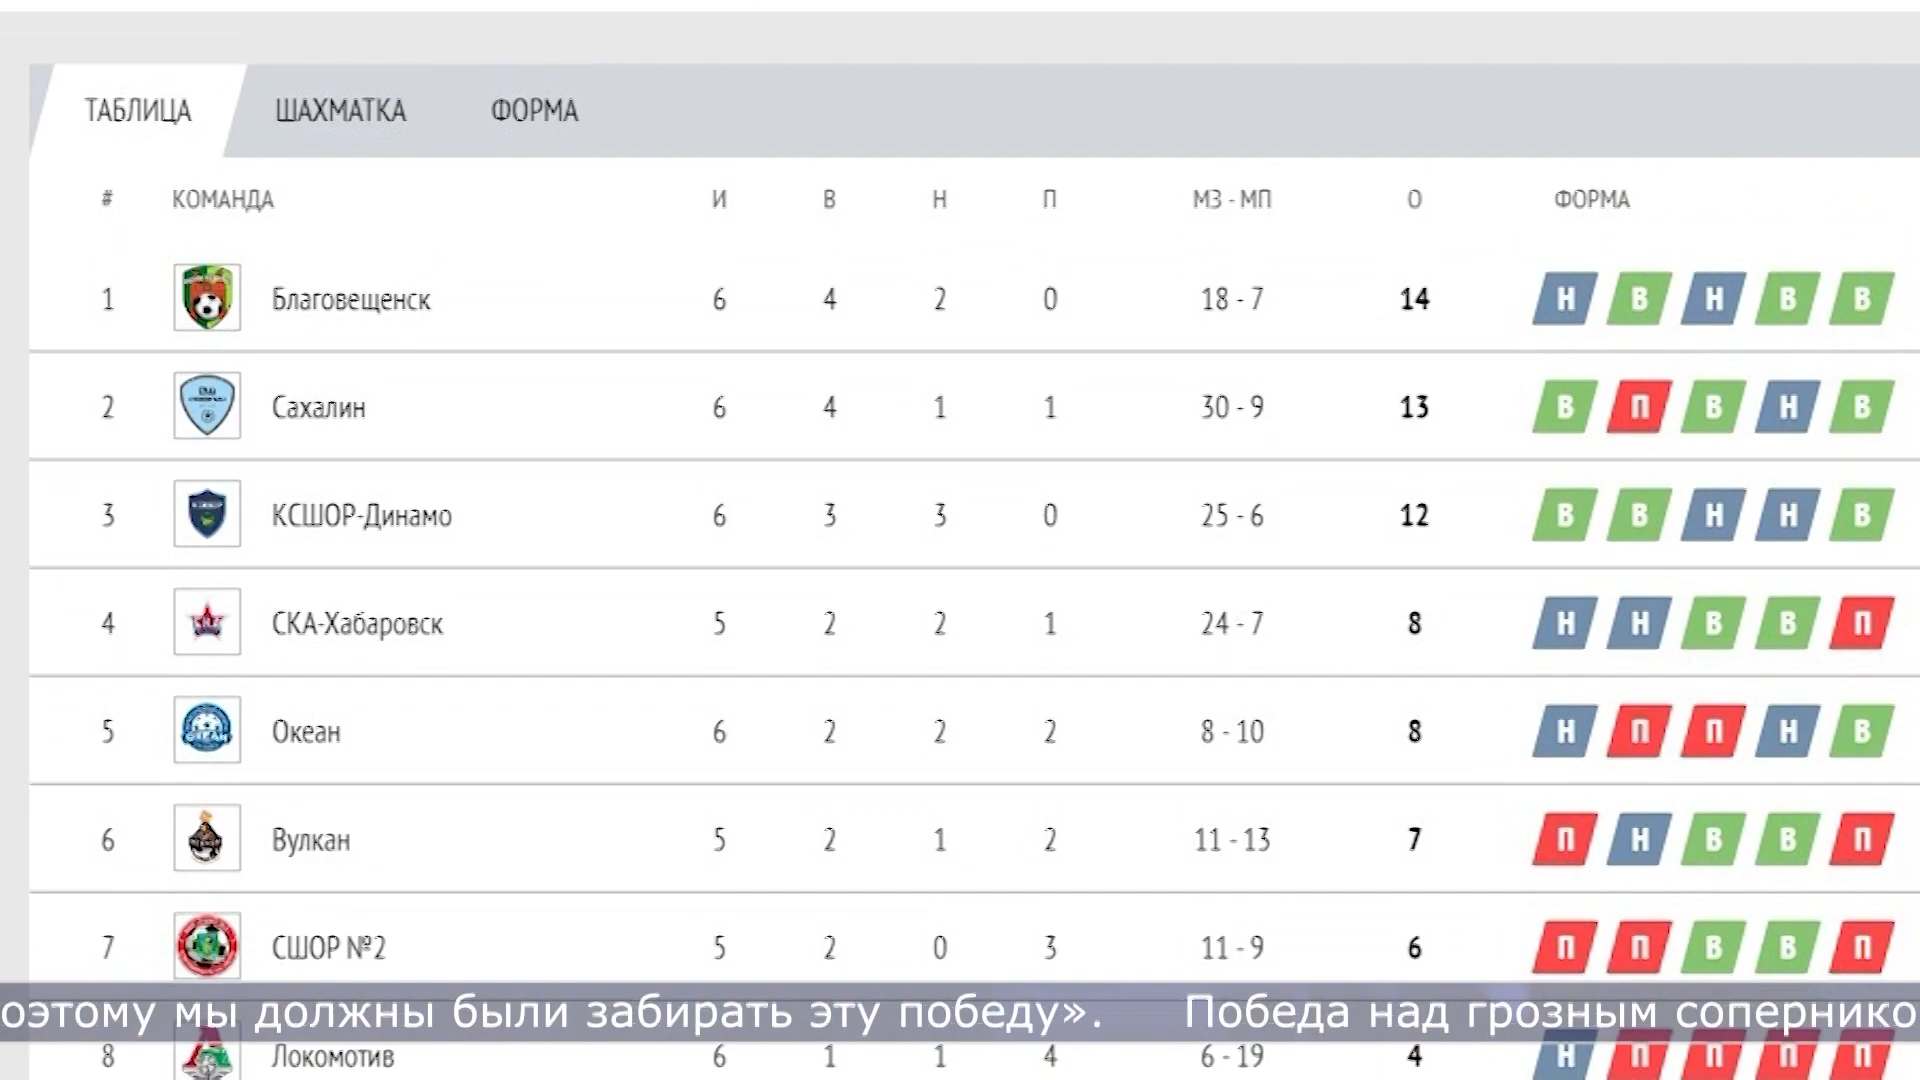 ТАБЛИЦА ШАХМАТКА ФОРМА
# КОМАНДА И В Н П МЗ - МП О ФОРМА
1 Благовещенск 6 4 2 0 18 - 7 14 Н В Н В В
2 Сахалин 6 4 1 1 30 - 9 13 В П В Н В
3 КСШОР-Динамо 6 3 3 0 25 - 6 12 В В Н Н В
4 СКА-Хабаровск 5 2 2 1 24 - 7 8 Н Н В В П
5 Океан 6 2 2 2 8 - 10 8 Н П П Н В
6 Вулкан 5 2 1 2 11 - 13 7 П Н В В П
7 СШОР №2 5 2 0 3 11 - 9 6 П П В В П
оэтому мы должны были забирать эту победу». Победа над грозным сопернико
8 Локомотив 6 1 1 4 6 - 19 4 Н П П П П